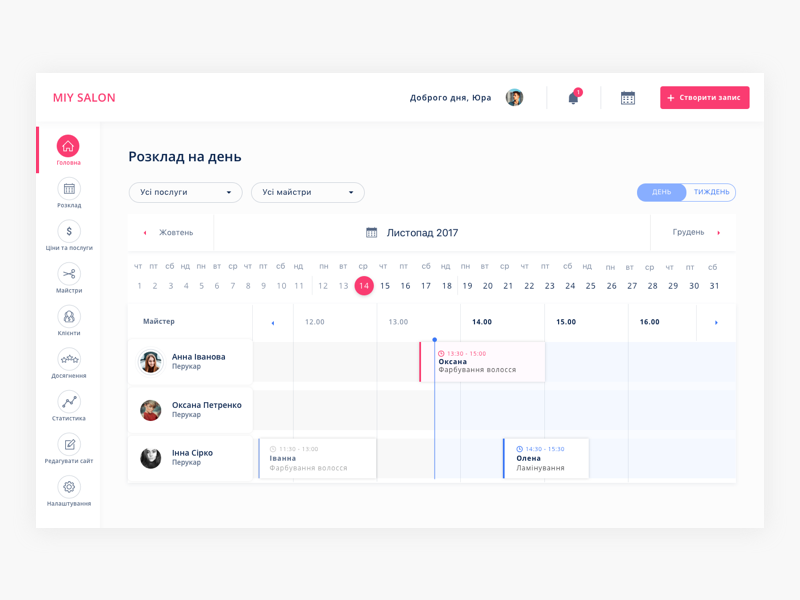 MIY SALON
Доброго дня, Юра
1
+ Створити запис
Головна
Розклад
Ціни та послуги
Майстри
Клієнти
Досягнення
Статистика
Редагувати сайт
Налаштування
Розклад на день
Усі послуги
Усі майстри
ДЕНЬ
ТИЖДЕНЬ
Жовтень
Листопад 2017
Грудень
чт пт сб нд пн вт ср чт пт сб нд пн вт ср чт пт сб нд пн вт ср чт пт сб нд пн вт ср чт пт сб
1 2 3 4 5 6 7 8 9 10 11 12 13 14 15 16 17 18 19 20 21 22 23 24 25 26 27 28 29 30 31
Майстер
12.00
13.00
14.00
15.00
16.00
Анна Іванова
Перукар
13:30 - 15:00
Оксана
Фарбування волосся
Оксана Петренко
Перукар
Інна Сірко
Перукар
11:30 - 13:00
Іванна
Фарбування волосся
14:30 - 15:30
Олена
Ламінування